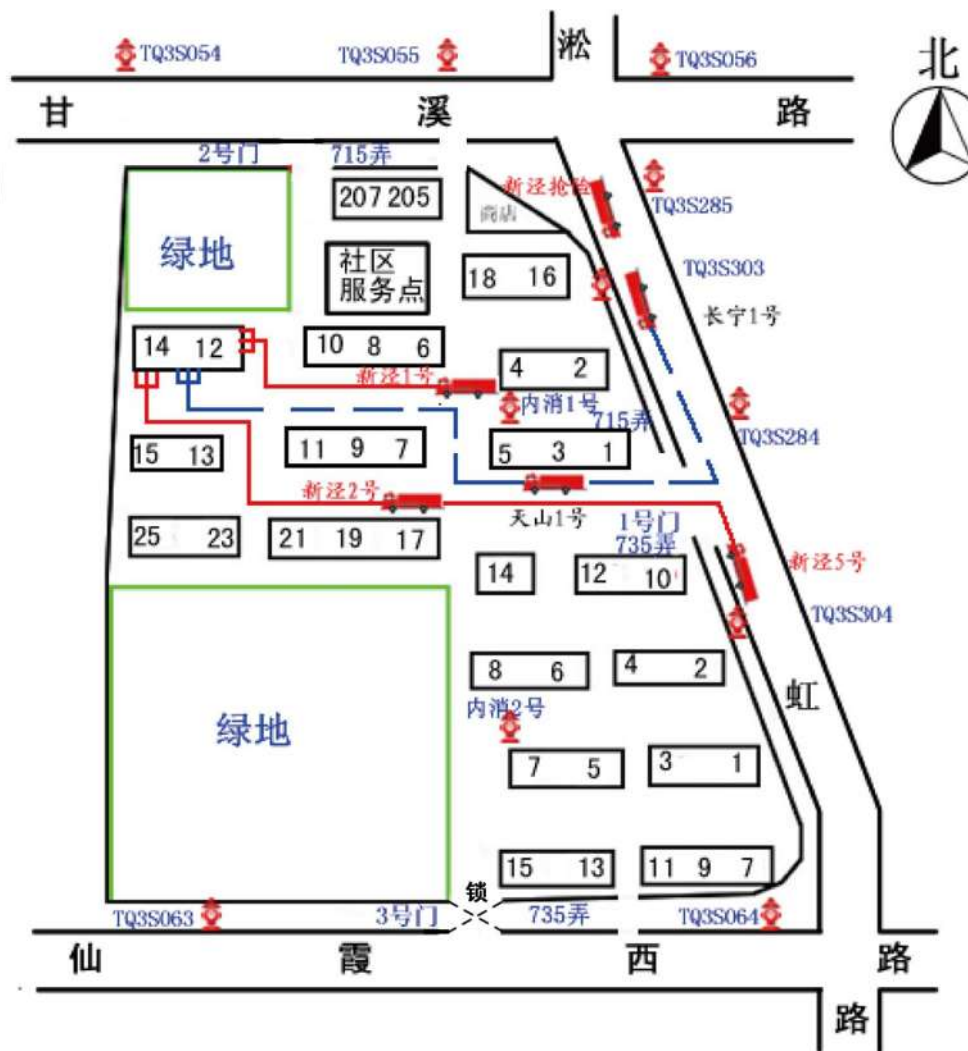 TQ3S054
TQ3S055
淞
TQ3S056
北
甘 溪 路
2号门
715弄
207 205
新泾抢险
TQ3S285
商店
绿地
社区
服务点
18 16
TQ3S303
长宁1号
14 12
10 8 6
新泾1号
4 2
内消1号
715弄
TQ3S284
15 13
11 9 7
5 3 1
新泾2号
天山1号
1号门
735弄
25 23
21 19 17
14
12 10
新泾5号
TQ3S304
8 6
4 2
虹
绿地
内消2号
7 5
3 1
15 13
11 9 7
锁
TQ3S063
3号门
735弄
TQ3S064
仙 霞 西 路
路